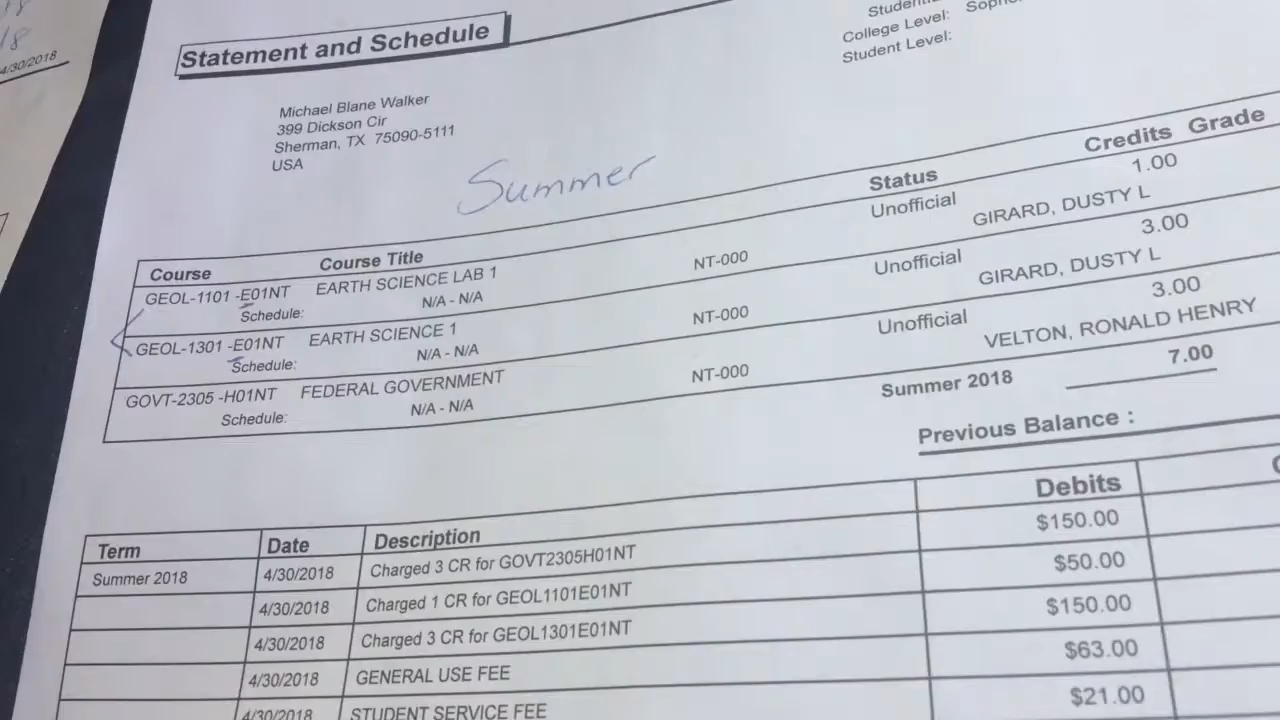 4/30/2018
Statement and Schedule
College Level:
Student Level:
Michael Blane Walker
399 Dickson Cir
Sherman, TX 75090-5111
USA
Summer
Course Course Title Status Credits Grade
GEOL-1101 -E01NT EARTH SCIENCE LAB 1 NT-000 Unofficial 1.00
Schedule: N/A - N/A GIRARD, DUSTY L
GEOL-1301 -E01NT EARTH SCIENCE 1 NT-000 Unofficial 3.00
Schedule: N/A - N/A GIRARD, DUSTY L
GOVT-2305 -H01NT FEDERAL GOVERNMENT NT-000 Unofficial 3.00
Schedule: N/A - N/A VELTON, RONALD HENRY
Summer 2018 7.00
Previous Balance :
Term Date Description Debits
Summer 2018 4/30/2018 Charged 3 CR for GOVT2305H01NT $150.00
4/30/2018 Charged 1 CR for GEOL1101E01NT $50.00
4/30/2018 Charged 3 CR for GEOL1301E01NT $150.00
4/30/2018 GENERAL USE FEE $63.00
4/30/2018 STUDENT SERVICE FEE $21.00